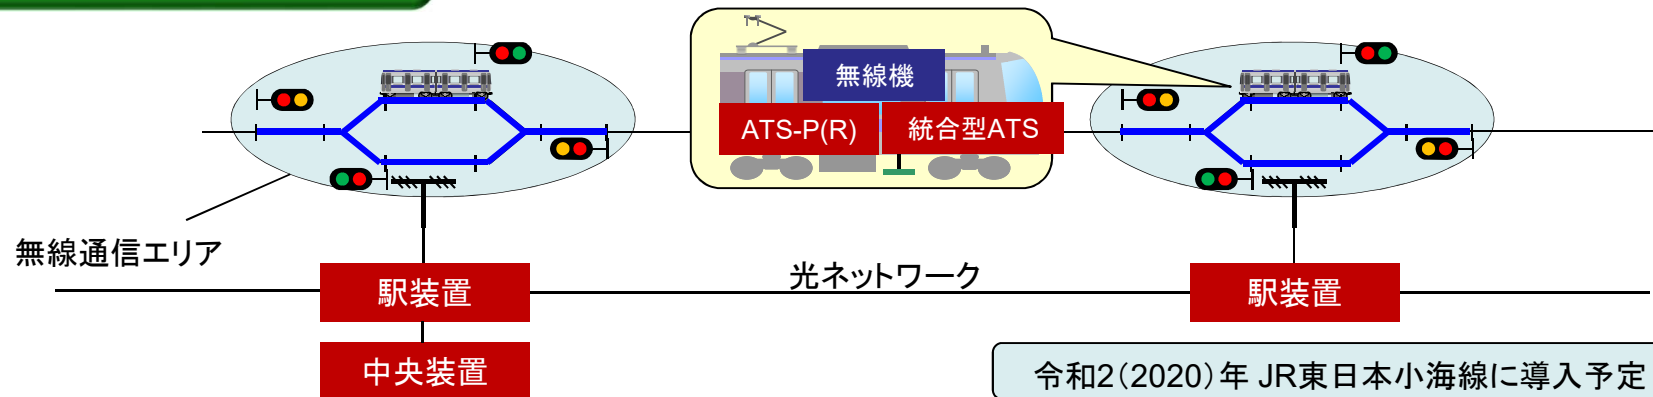 無線機
ATS-P(R)
統合型ATS
無線通信エリア
光ネットワーク
駅装置
駅装置
中央装置
令和2(2020)年 JR東日本小海線に導入予定